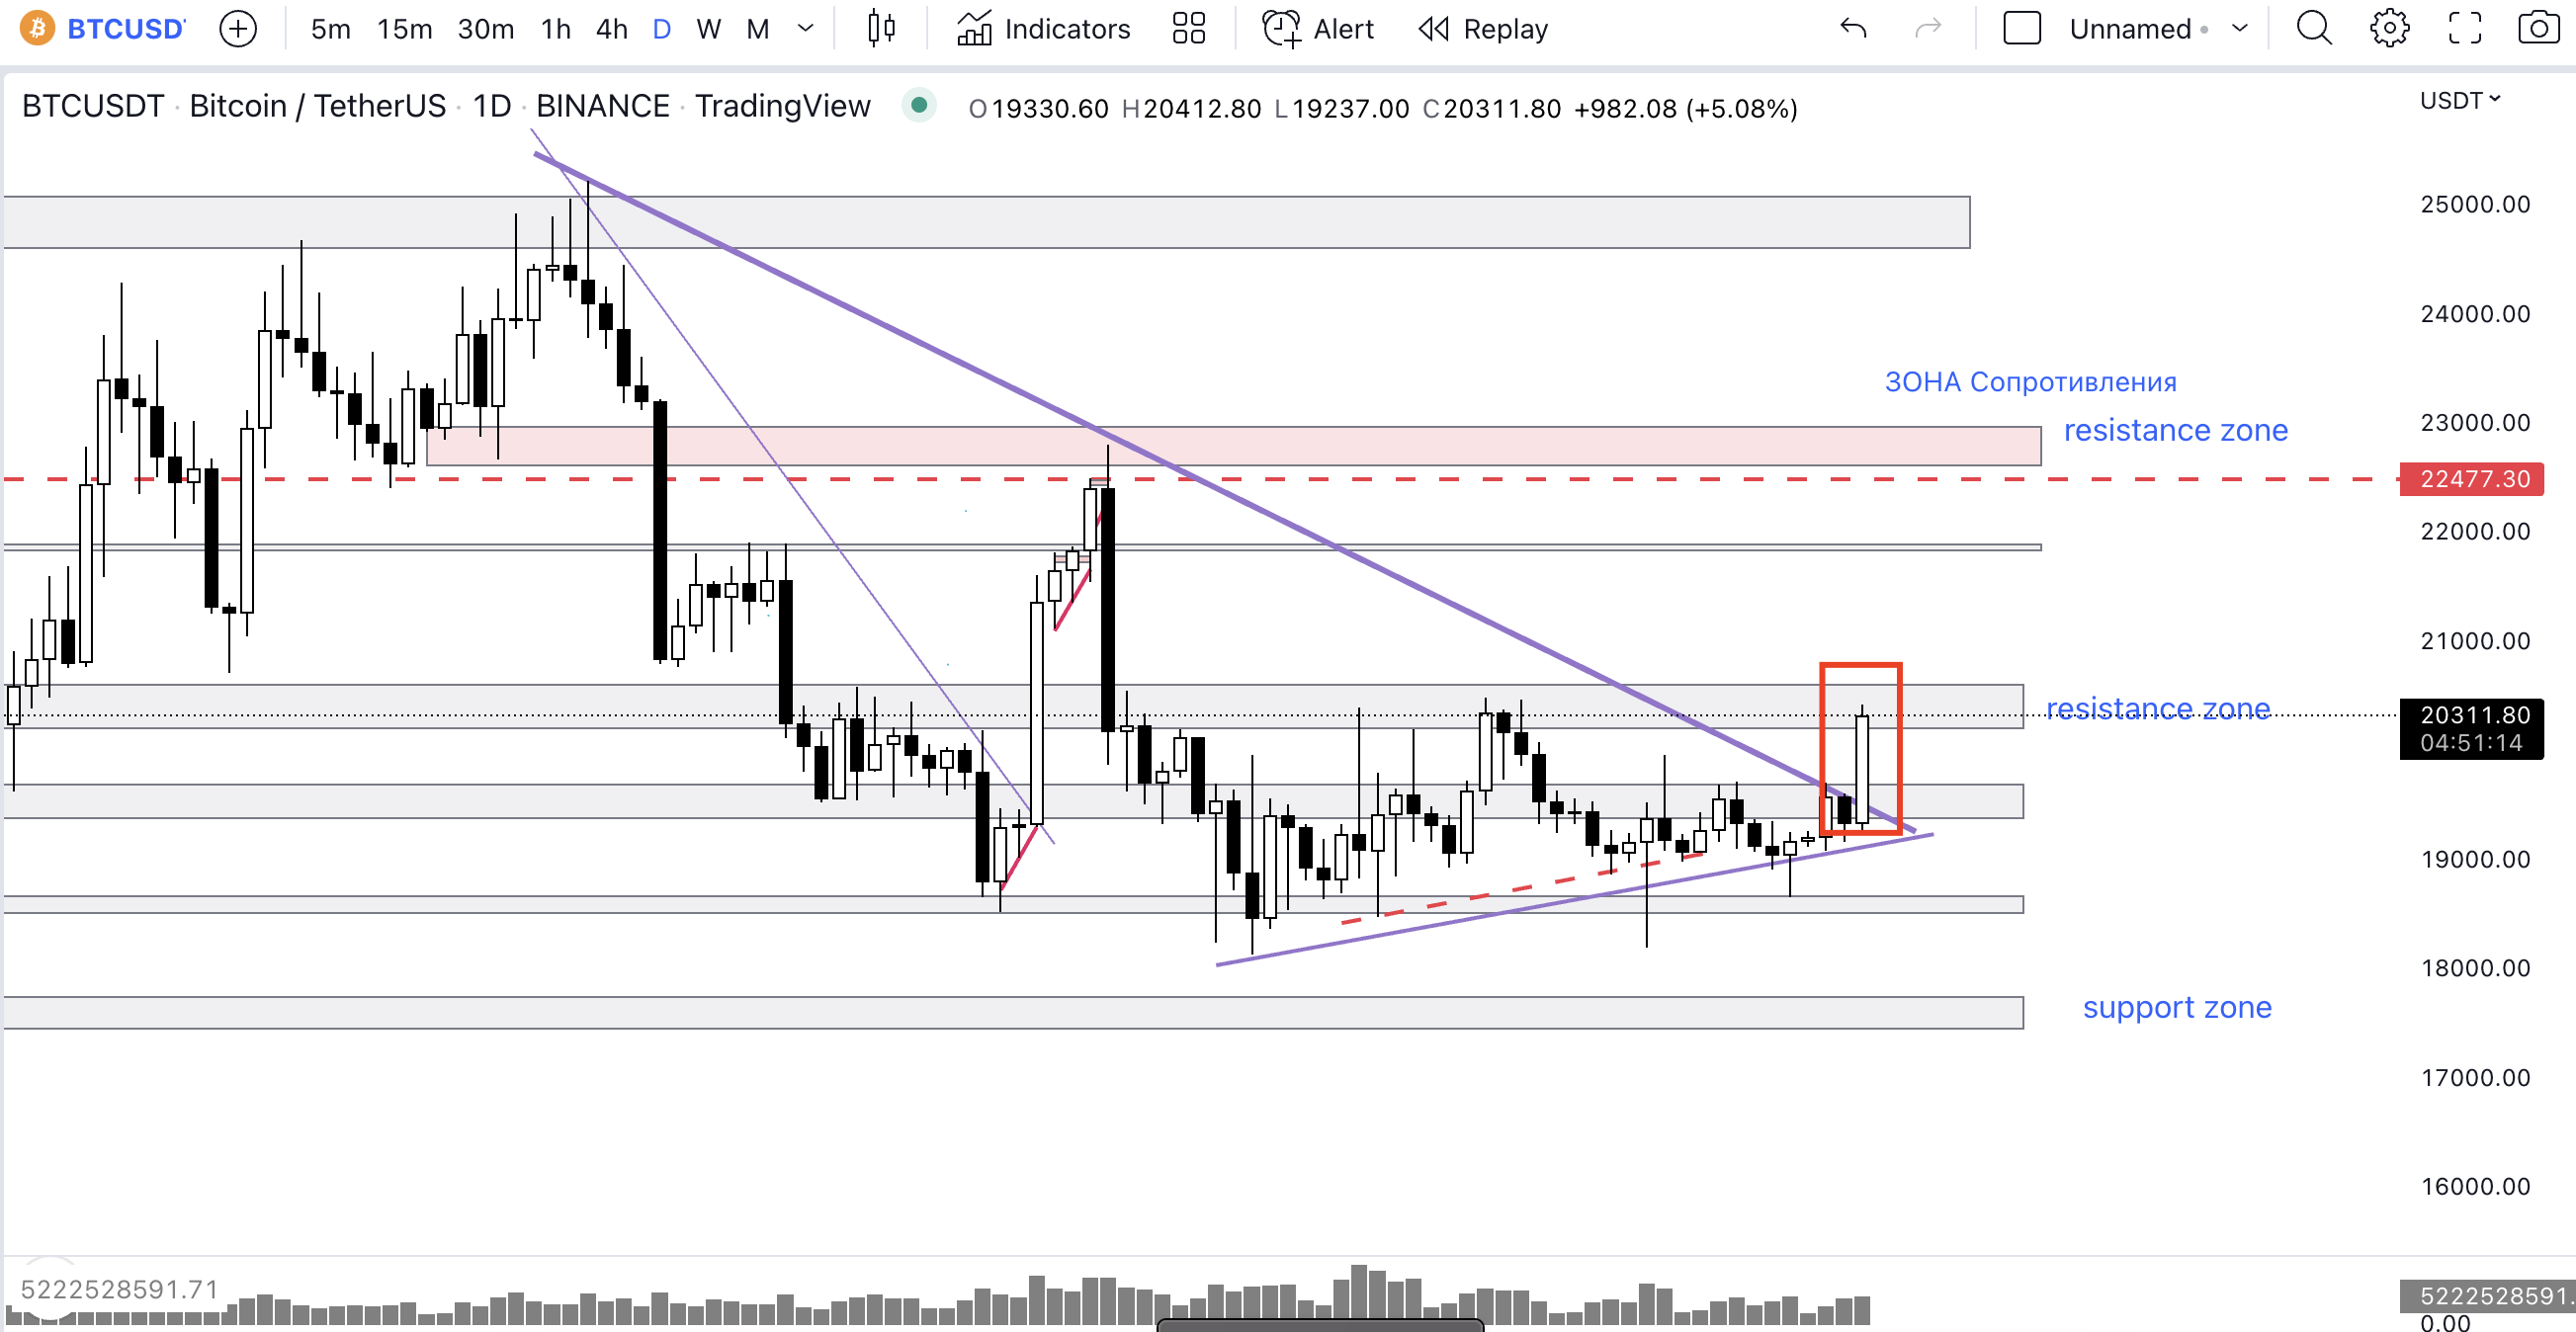 BTCUSDT 5m 15m 30m 1h 4h D W M Indicators Alert Replay Unnamed
BTCUSDT · Bitcoin / TetherUS · 1D · BINANCE · TradingView O19330.60 H20412.80 L19237.00 C20311.80 +982.08 (+5.08%)
USDT
25000.00
24000.00
ЗОНА Сопротивления
23000.00
resistance zone
22477.30
22000.00
21000.00
resistance zone
20311.80
04:51:14
19000.00
18000.00
support zone
17000.00
16000.00
5222528591.71
5222528591.
0.00